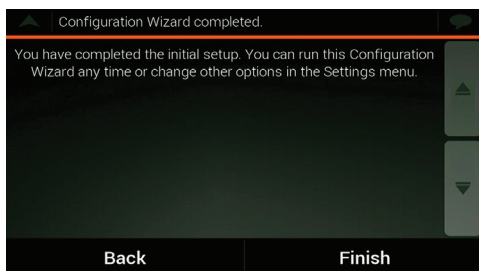 Configuration Wizard completed.
You have completed the initial setup. You can run this Configuration
Wizard any time or change other options in the Settings menu.
Back
Finish